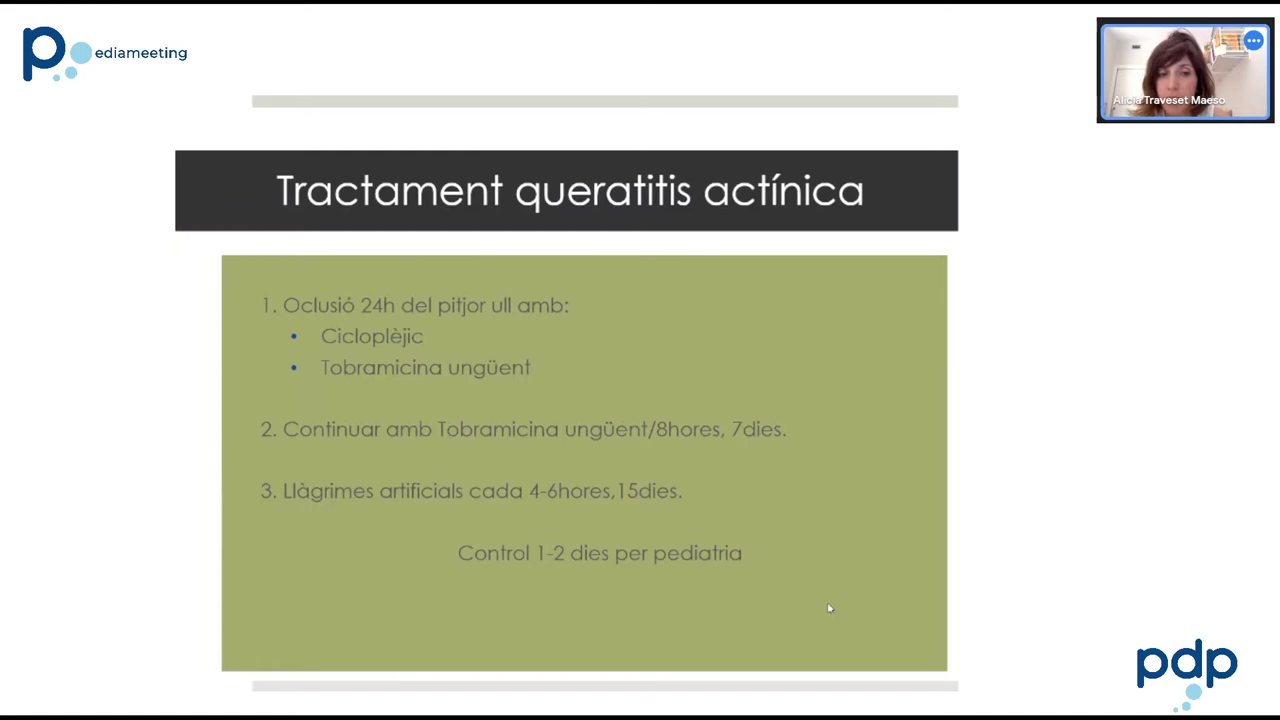 pediameeting
Alicia Traveset Maeso
Tractament queratitis actínica
1. Oclusió 24h del pitjor ull amb:
• Cicloplèjic
• Tobramicina ungüent
2. Continuar amb Tobramicina ungüent/8hores, 7dies.
3. Llàgrimes artificials cada 4-6hores,15dies.
Control 1-2 dies per pediatria
pdp